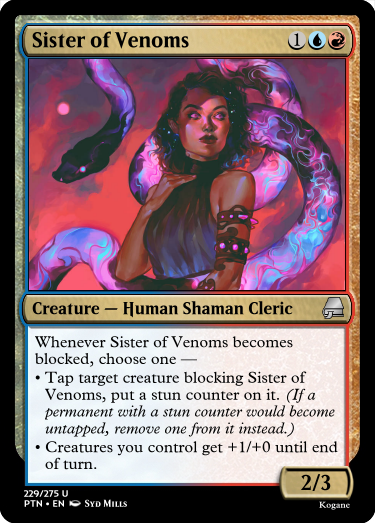 Sister of Venoms 1
Creature — Human Shaman Cleric
Whenever Sister of Venoms becomes
blocked, choose one —
• Tap target creature blocking Sister of
Venoms, put a stun counter on it. (If a
permanent with a stun counter would become
untapped, remove one from it instead.)
• Creatures you control get +1/+0 until end
of turn.
2/3
229/275 U
PTN • EN Syd Mills
Kogane